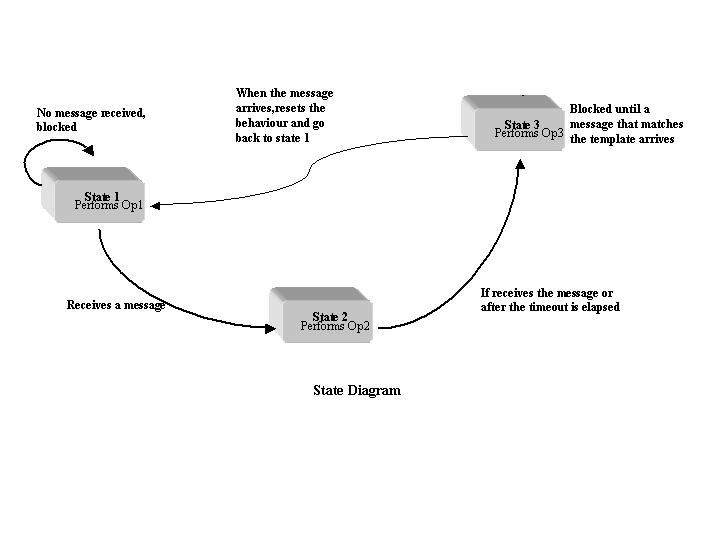 No message received,
blocked
When the message
arrives,resets the
behaviour and go
back to state 1
State 3
Performs Op3
Blocked until a
message that matches
the template arrives
State 1
Performs Op1
Receives a message
State 2
Performs Op2
If receives the message or
after the timeout is elapsed
State Diagram